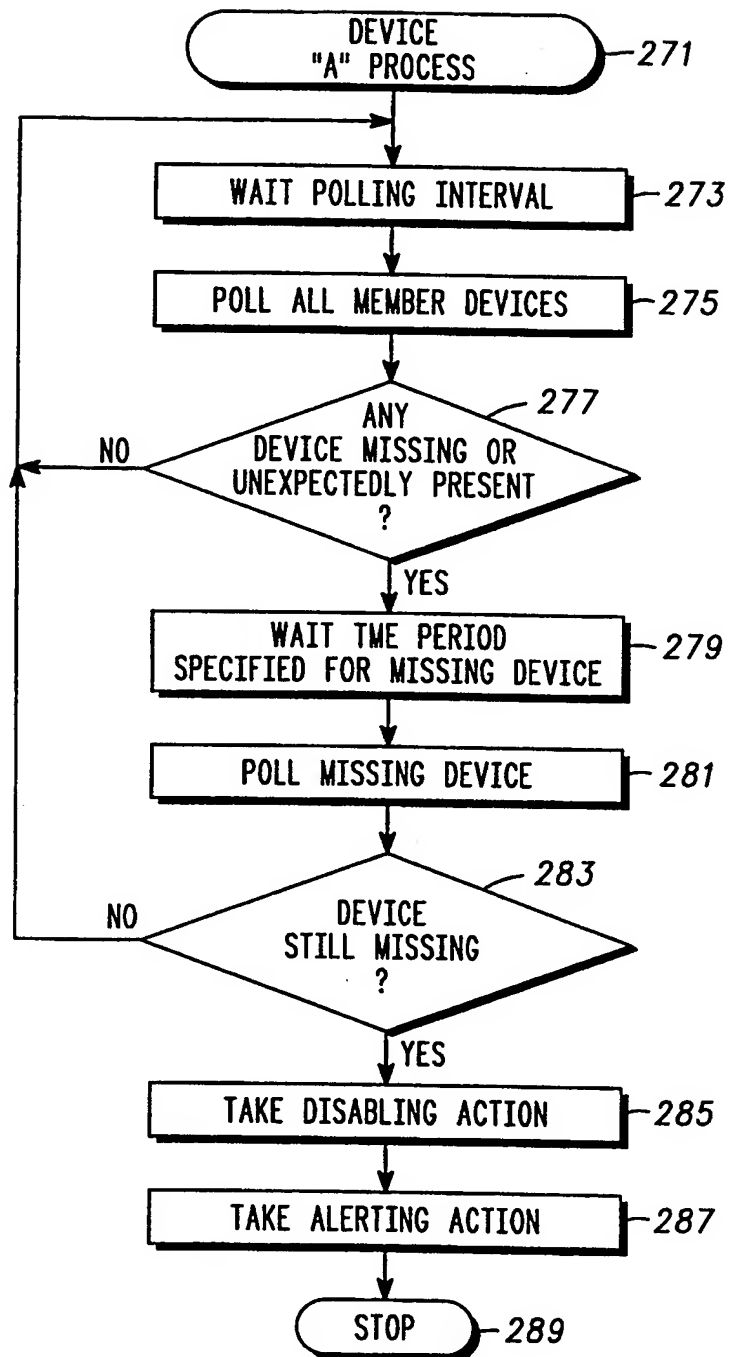 DEVICE
"A" PROCESS
271
WAIT POLLING INTERVAL
273
POLL ALL MEMBER DEVICES
275
277
ANY
DEVICE MISSING OR
UNEXPECTEDLY PRESENT
?
NO
YES
WAIT TME PERIOD
SPECIFIED FOR MISSING DEVICE
279
POLL MISSING DEVICE
281
283
DEVICE
STILL MISSING
?
NO
YES
TAKE DISABLING ACTION
285
TAKE ALERTING ACTION
287
STOP
289